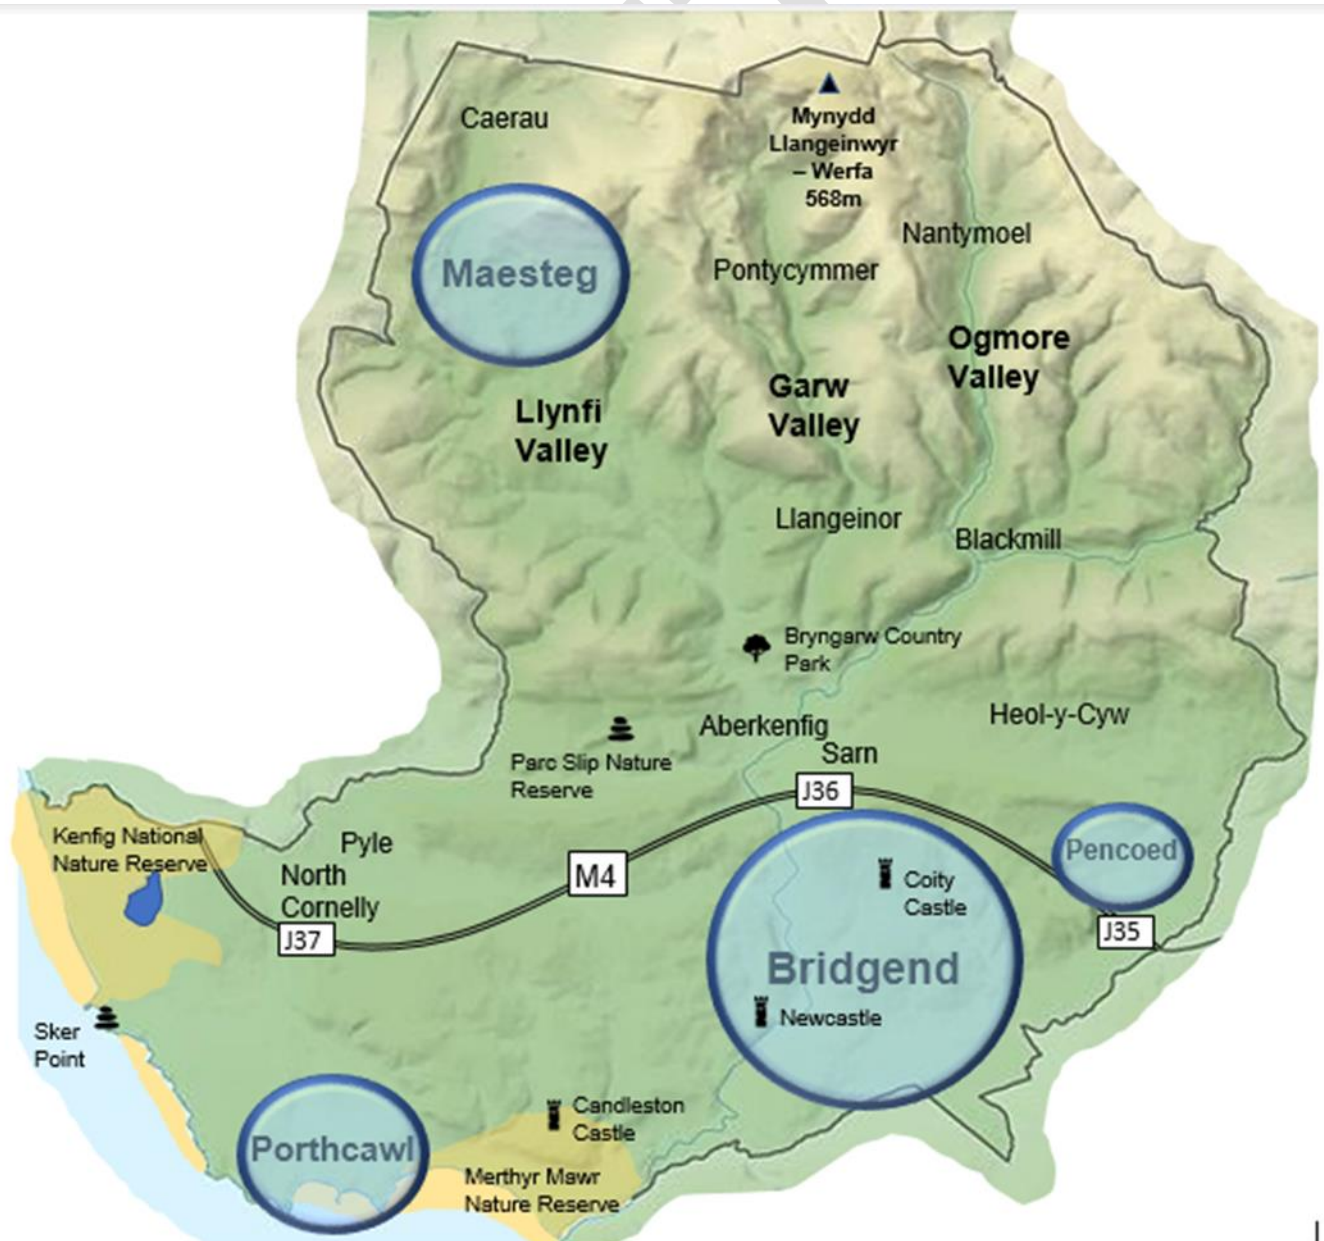 Caerau
Mynydd
Llangeinwyr
– Werfa
568m
Nantymoel
Maesteg
Pontycymmer
Ogmore
Valley
Garw
Valley
Llynfi
Valley
Llangeinor
Blackmill
Bryngarw Country
Park
Heol-y-Cyw
Aberkenfig
Sarn
Parc Slip Nature
Reserve
J36
Kenfig National
Nature Reserve
Pyle
North
Cornelly
M4
Pencoed
Coity
Castle
J37
J35
Bridgend
Newcastle
Sker
Point
Candleston
Castle
Porthcawl
Merthyr Mawr
Nature Reserve